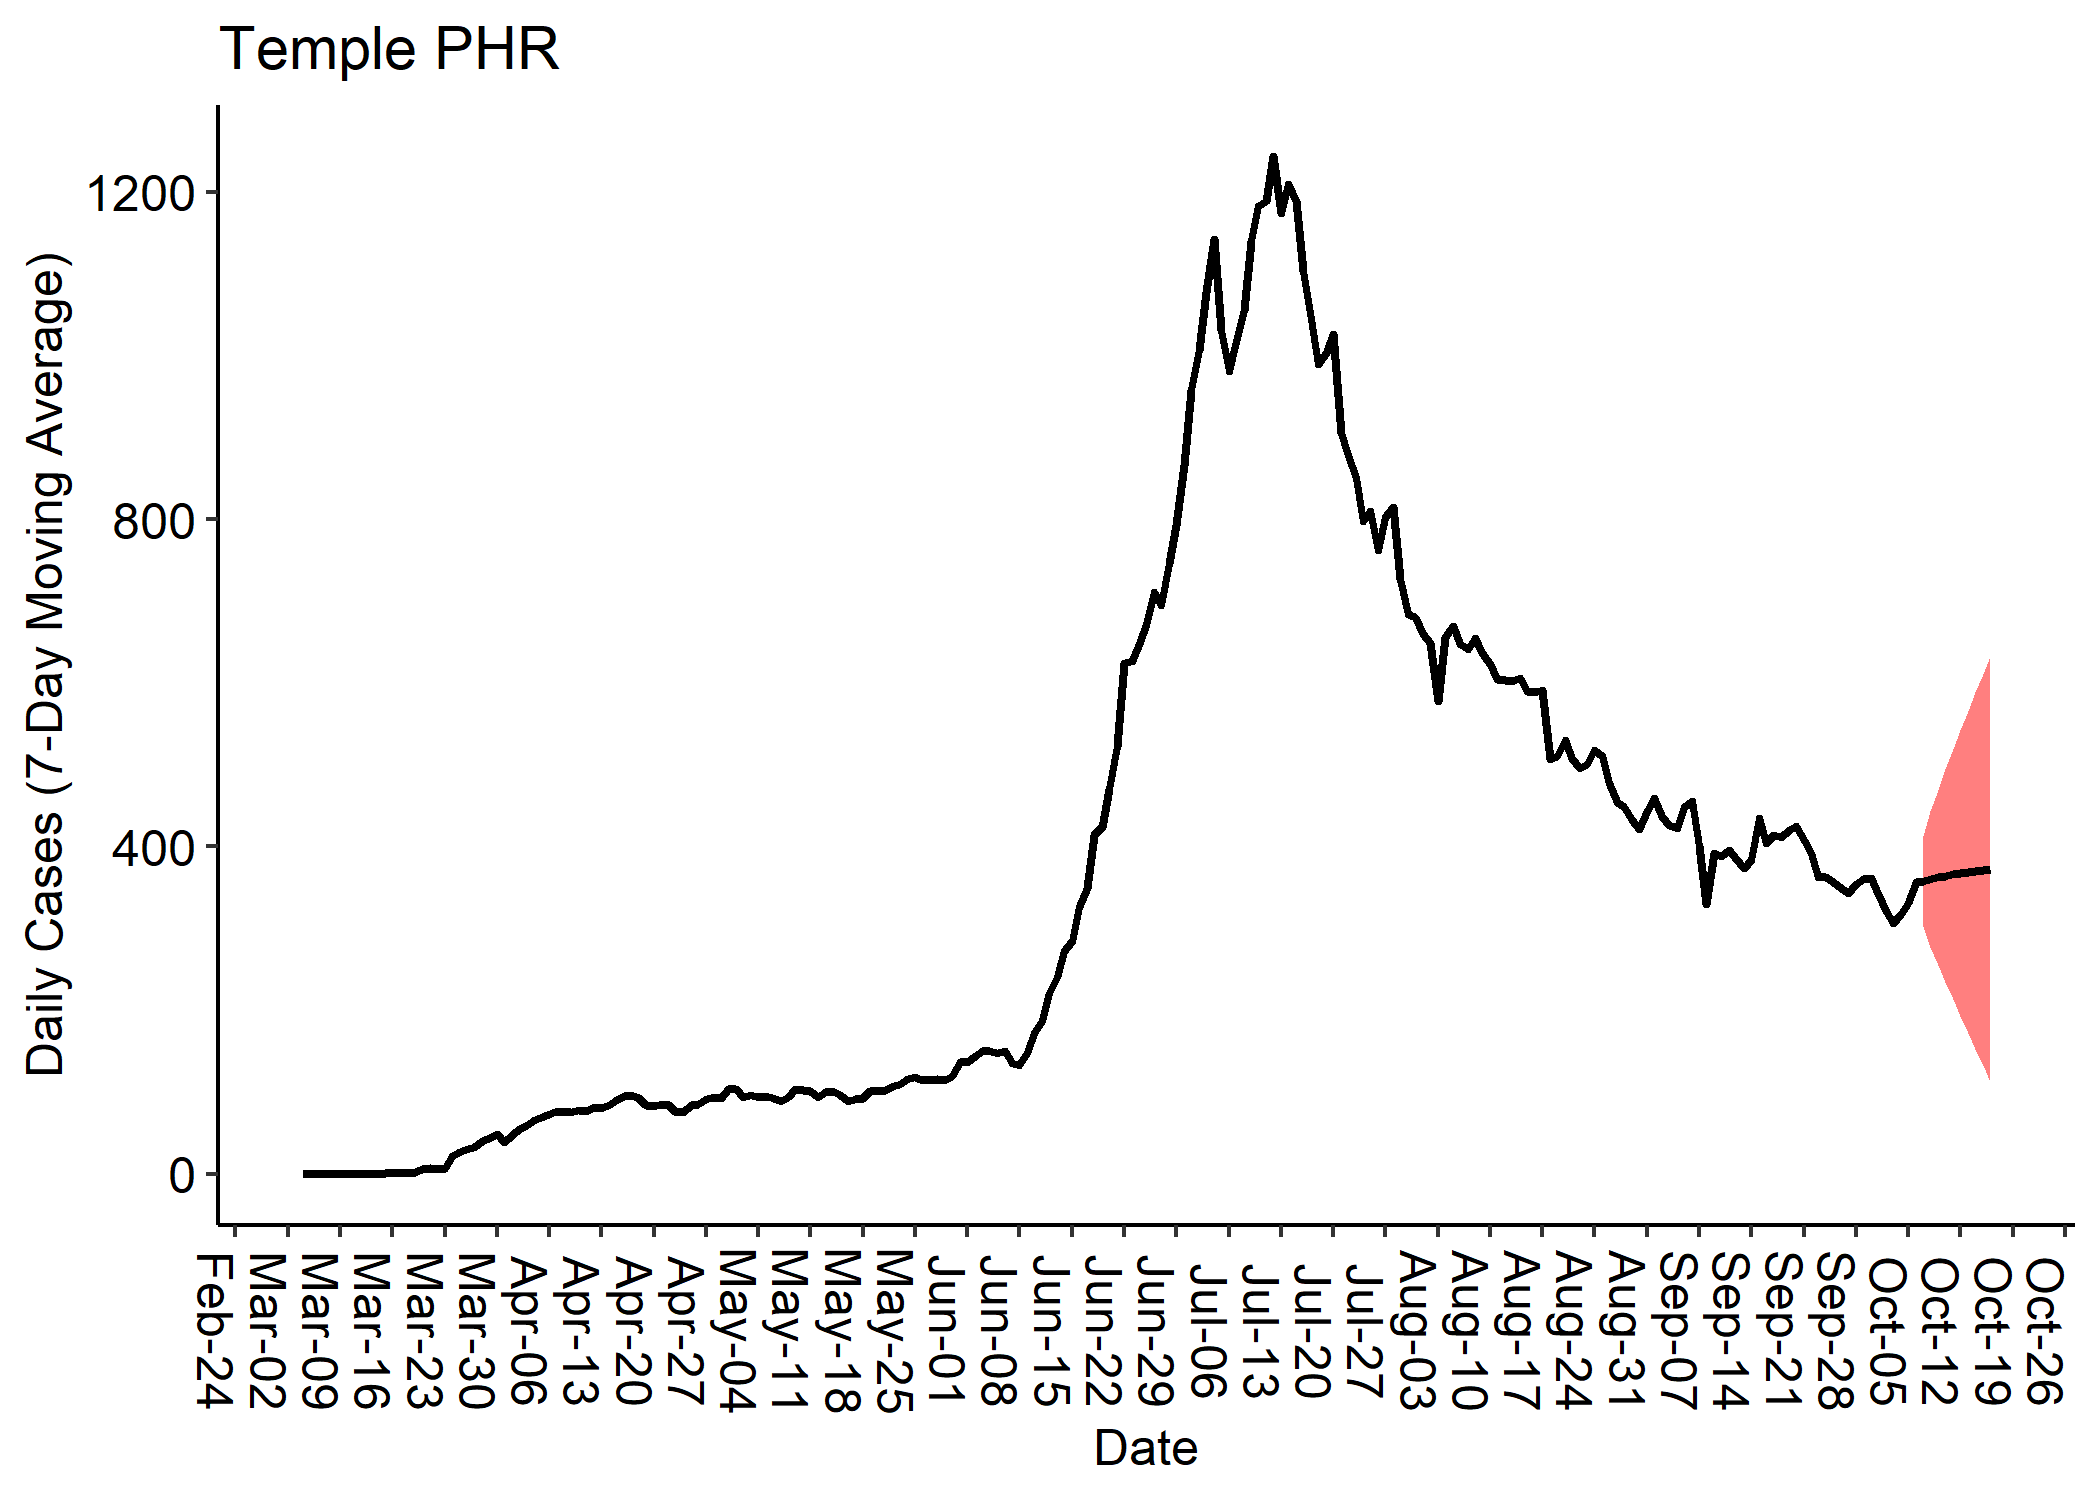 Temple PHR
Daily Cases (7-Day Moving Average)
1200
800
400
0
Feb-24
Mar-02
Mar-09
Mar-16
Mar-23
Mar-30
Apr-06
Apr-13
Apr-20
Apr-27
May-04
May-11
May-18
May-25
Jun-01
Jun-08
Jun-15
Jun-22
Jun-29
Jul-06
Jul-13
Jul-20
Jul-27
Aug-03
Aug-10
Aug-17
Aug-24
Aug-31
Sep-07
Sep-14
Sep-21
Sep-28
Oct-05
Oct-12
Oct-19
Oct-26
Date